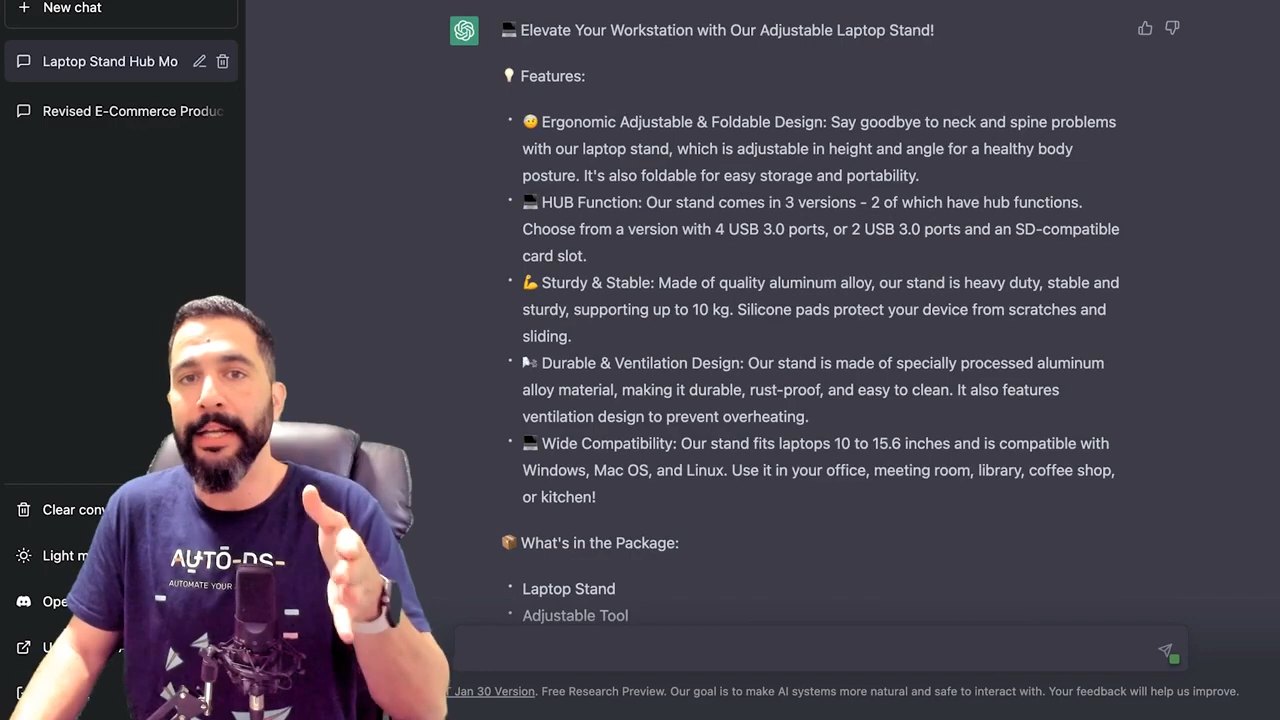 New chat
Laptop Stand Hub Mo
Revised E-Commerce Produc
💻 Elevate Your Workstation with Our Adjustable Laptop Stand!
💡 Features:
• 🤕 Ergonomic Adjustable & Foldable Design: Say goodbye to neck and spine problems
with our laptop stand, which is adjustable in height and angle for a healthy body
posture. It's also foldable for easy storage and portability.
• 💻 HUB Function: Our stand comes in 3 versions - 2 of which have hub functions.
Choose from a version with 4 USB 3.0 ports, or 2 USB 3.0 ports and an SD-compatible
card slot.
• 💪 Sturdy & Stable: Made of quality aluminum alloy, our stand is heavy duty, stable and
sturdy, supporting up to 10 kg. Silicone pads protect your device from scratches and
sliding.
• 🌬 Durable & Ventilation Design: Our stand is made of specially processed aluminum
alloy material, making it durable, rust-proof, and easy to clean. It also features
ventilation design to prevent overheating.
• 💻 Wide Compatibility: Our stand fits laptops 10 to 15.6 inches and is compatible with
Windows, Mac OS, and Linux. Use it in your office, meeting room, library, coffee shop,
or kitchen!
📦 What's in the Package:
• Laptop Stand
• Adjustable Tool
Clear conv
Light m
Ope
AUTO-DS-
AUTOMATE YOUR
Jan 30 Version. Free Research Preview. Our goal is to make AI systems more natural and safe to interact with. Your feedback will help us improve.